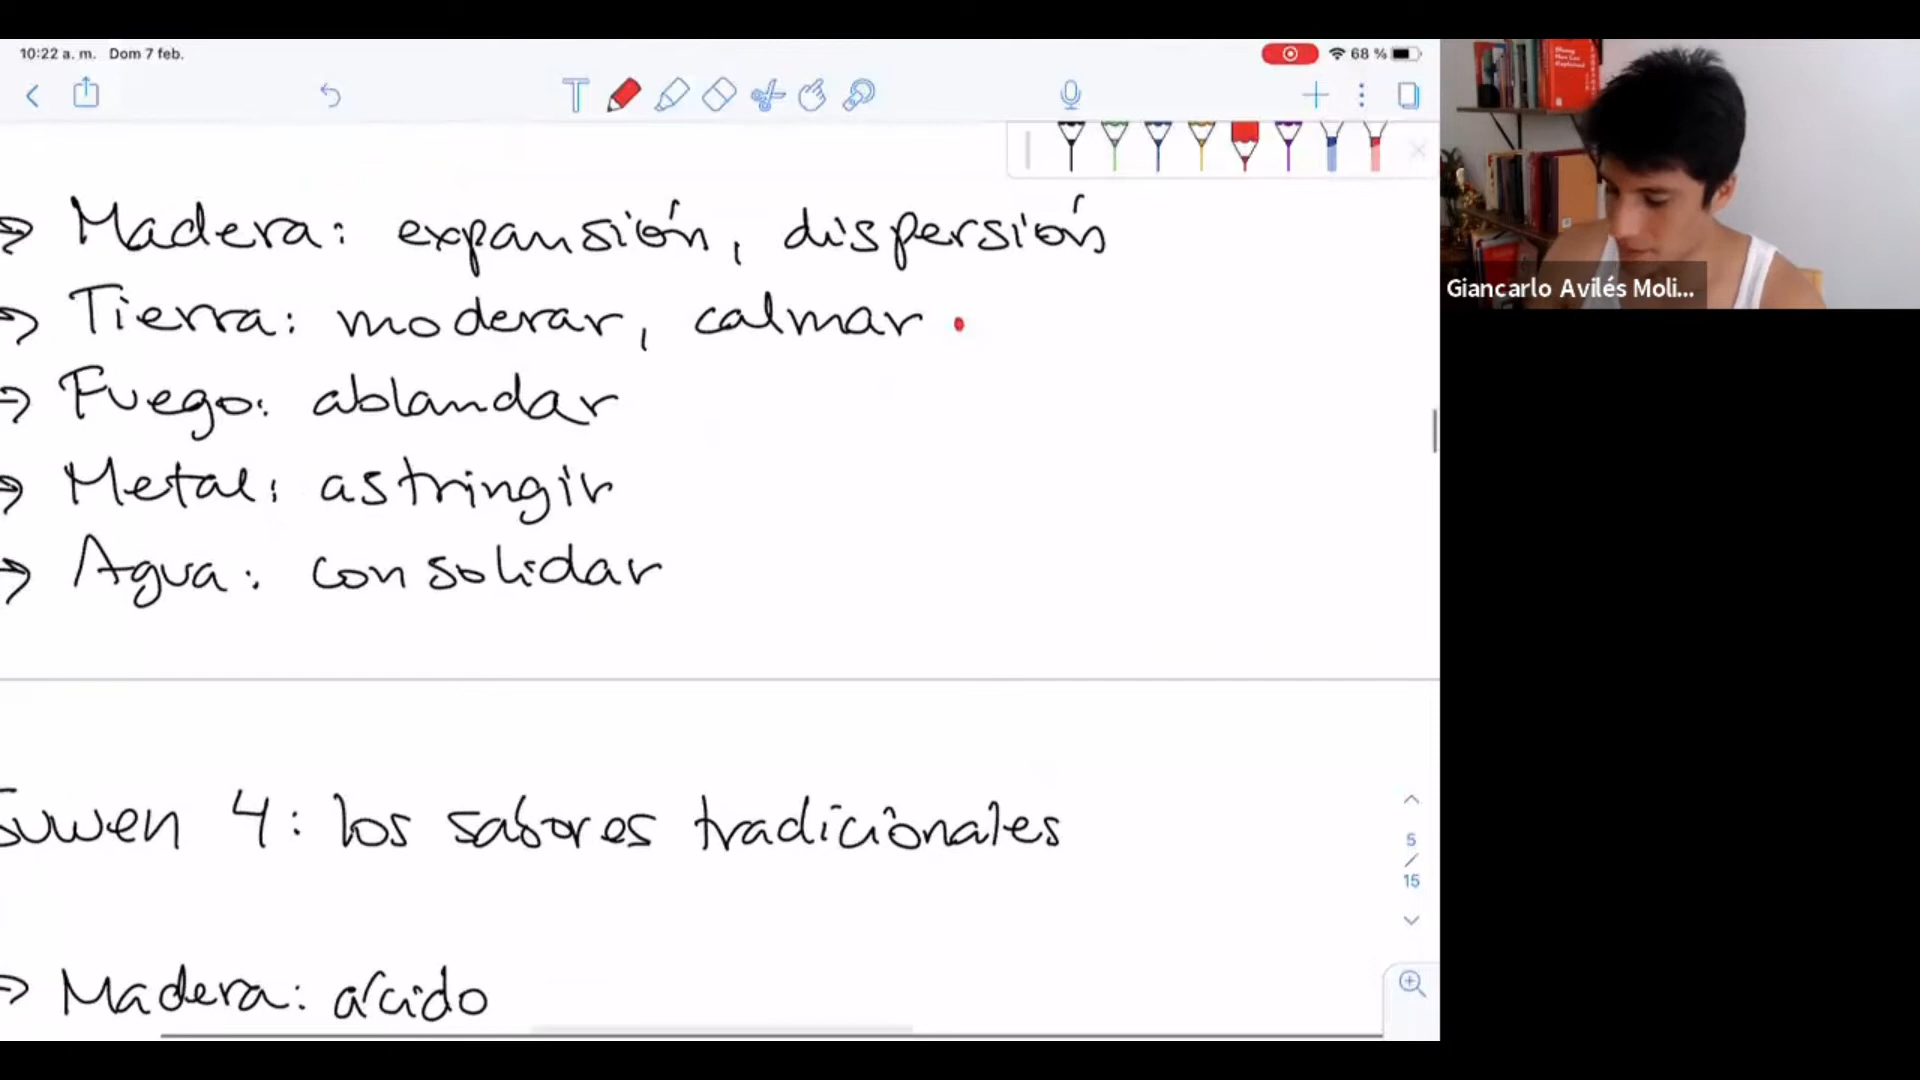 10:22 a. m. Dom 7 feb.
68 %
→ Madera: expansión, dispersión
→ Tierra: moderar, calmar
→ Fuego: ablandar
→ Metal: astringir
→ Agua: consolidar
Suwen 4: los sabores tradicionales
→ Madera: ácido
5
/
15
Giancarlo Avilés Moli...